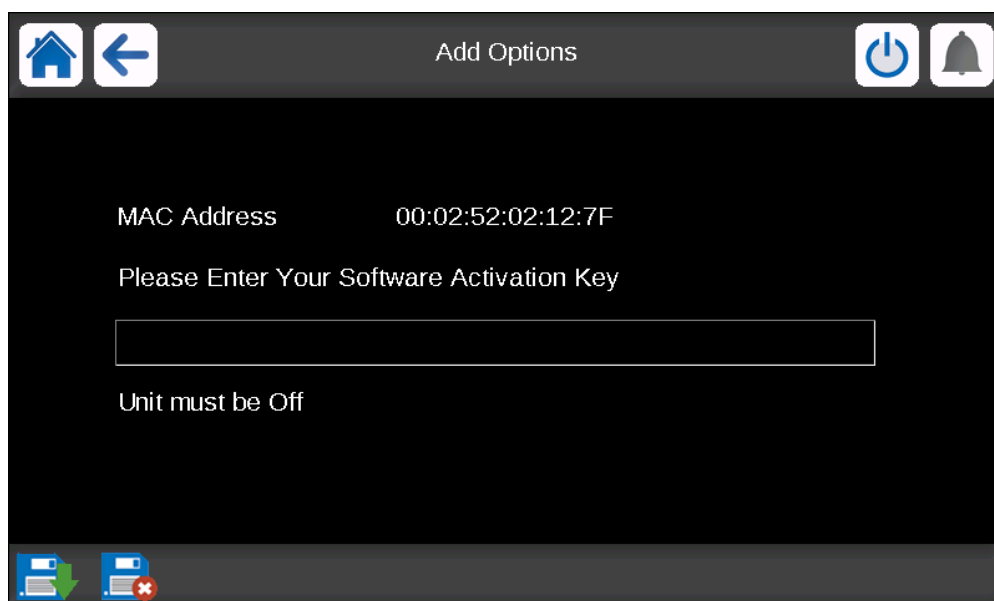 Add Options
MAC Address 00:02:52:02:12:7F
Please Enter Your Software Activation Key
Unit must be Off